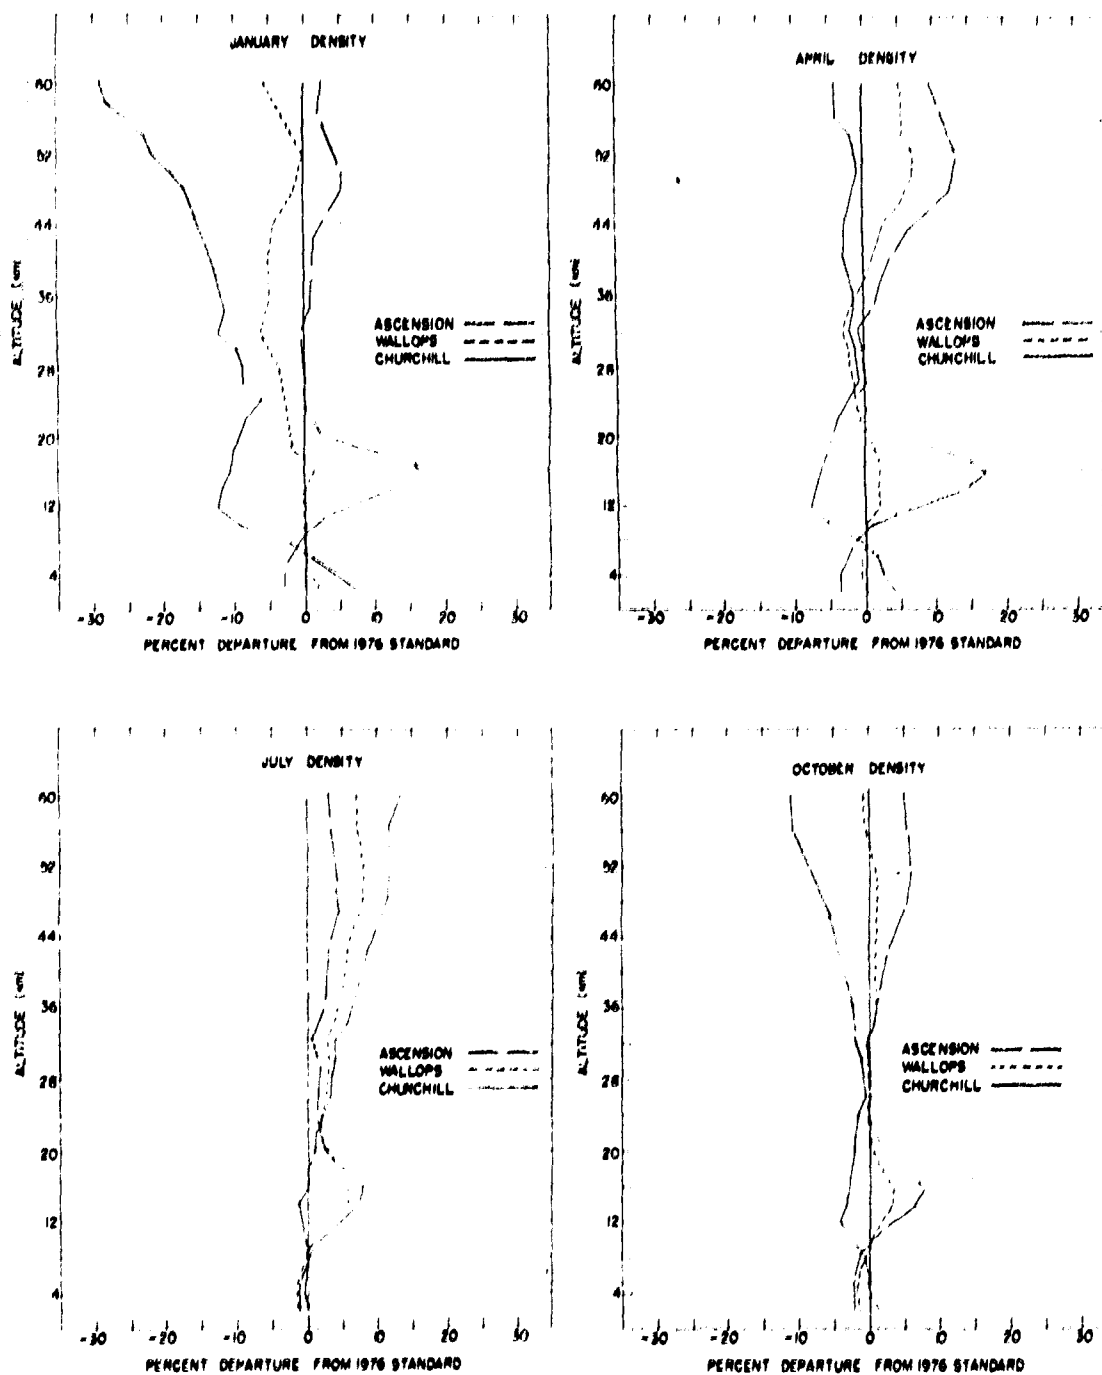 JANUARY DENSITY
60
52
44
36
28
20
12
4
ALTITUDE (km)
ASCENSION
WALLOPS
CHURCHILL
-30 -20 -10 0 10 20 30
PERCENT DEPARTURE FROM 1976 STANDARD
APRIL DENSITY
60
52
44
36
28
20
12
4
ALTITUDE (km)
ASCENSION
WALLOPS
CHURCHILL
-30 -20 -10 0 10 20 30
PERCENT DEPARTURE FROM 1976 STANDARD
JULY DENSITY
60
52
44
36
28
20
12
4
ALTITUDE (km)
ASCENSION
WALLOPS
CHURCHILL
-30 -20 -10 0 10 20 30
PERCENT DEPARTURE FROM 1976 STANDARD
OCTOBER DENSITY
60
52
44
36
28
20
12
4
ALTITUDE (km)
ASCENSION
WALLOPS
CHURCHILL
-30 -20 -10 0 10 20 30
PERCENT DEPARTURE FROM 1976 STANDARD